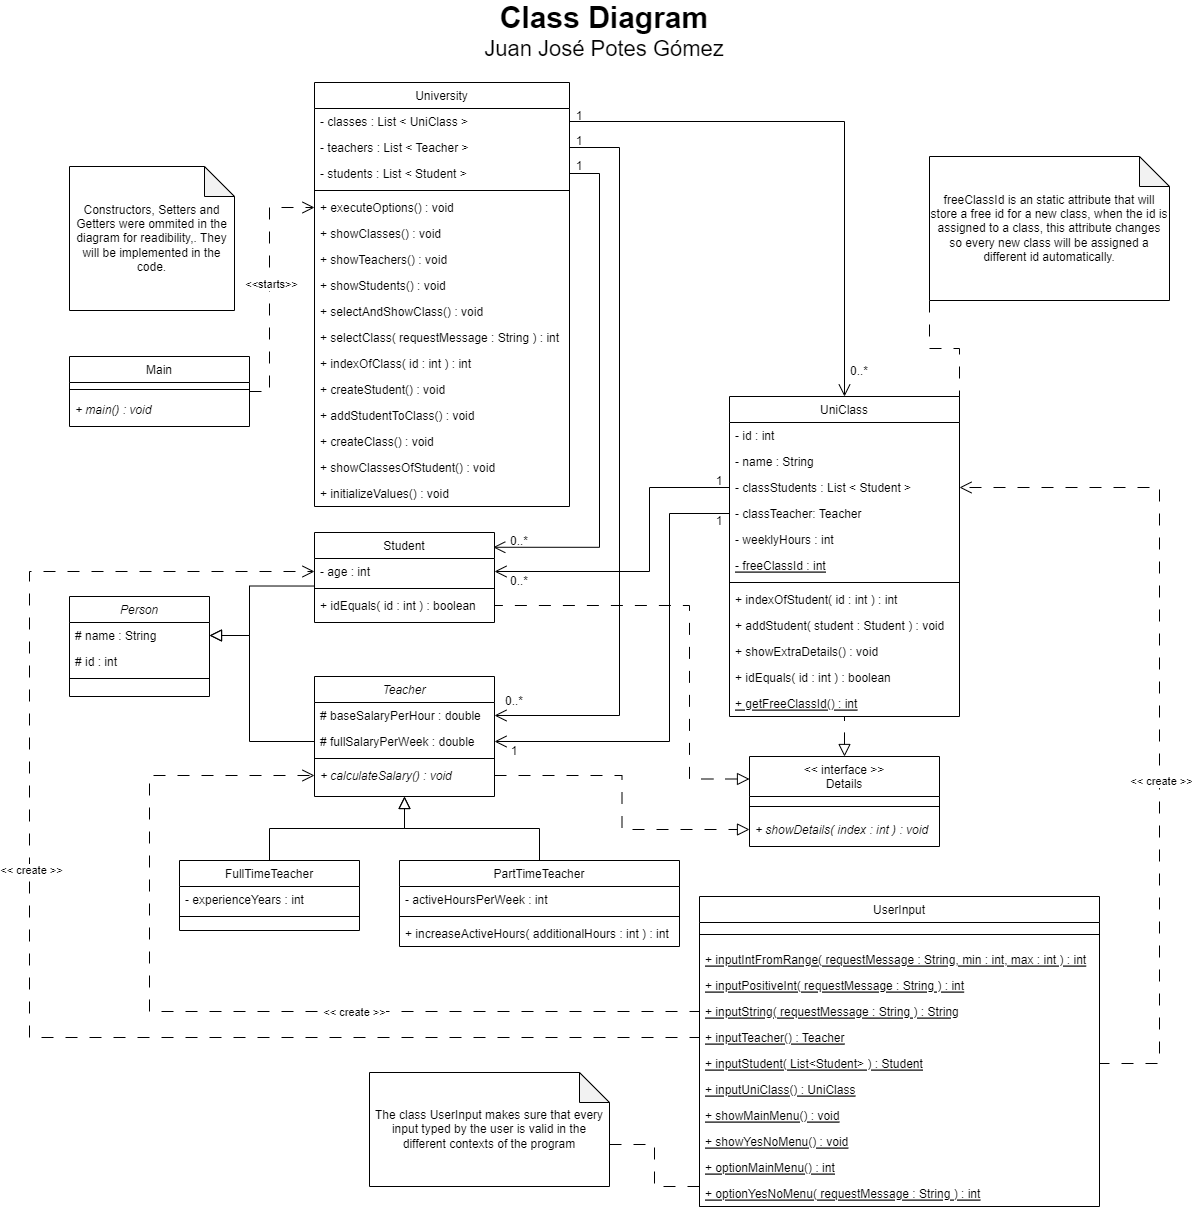 Class Diagram
Juan José Potes Gómez
University
- classes : List < UniClass >
- teachers : List < Teacher >
- students : List < Student >
+ executeOptions() : void
+ showClasses() : void
+ showTeachers() : void
+ showStudents() : void
+ selectAndShowClass() : void
+ selectClass( requestMessage : String ) : int
+ indexOfClass( id : int ) : int
+ createStudent() : void
+ addStudentToClass() : void
+ createClass() : void
+ showClassesOfStudent() : void
+ initializeValues() : void
1
1
1
Constructors, Setters and
Getters were ommited in the
diagram for readibility,. They
will be implemented in the
code.
<<starts>>
Main
+ main() : void
freeClassId is an static attribute that will
store a free id for a new class, when the id is
assigned to a class, this attribute changes
so every new class will be assigned a
different id automatically.
0..*
UniClass
- id : int
- name : String
- classStudents : List < Student >
- classTeacher: Teacher
- weeklyHours : int
- freeClassId : int
+ indexOfStudent( id : int ) : int
+ addStudent( student : Student ) : void
+ showExtraDetails() : void
+ idEquals( id : int ) : boolean
+ getFreeClassId() : int
1
1
Student
- age : int
+ idEquals( id : int ) : boolean
0..*
0..*
Person
# name : String
# id : int
Teacher
# baseSalaryPerHour : double
# fullSalaryPerWeek : double
+ calculateSalary() : void
0..*
1
<< interface >>
Details
+ showDetails( index : int ) : void
<< create >>
<< create >>
FullTimeTeacher
- experienceYears : int
PartTimeTeacher
- activeHoursPerWeek : int
+ increaseActiveHours( additionalHours : int ) : int
UserInput
+ inputIntFromRange( requestMessage : String, min : int, max : int ) : int
+ inputPositiveInt( requestMessage : String ) : int
+ inputString( requestMessage : String ) : String
+ inputTeacher() : Teacher
+ inputStudent( List<Student> ) : Student
+ inputUniClass() : UniClass
+ showMainMenu() : void
+ showYesNoMenu() : void
+ optionMainMenu() : int
+ optionYesNoMenu( requestMessage : String ) : int
<< create >>
The class UserInput makes sure that every
input typed by the user is valid in the
different contexts of the program